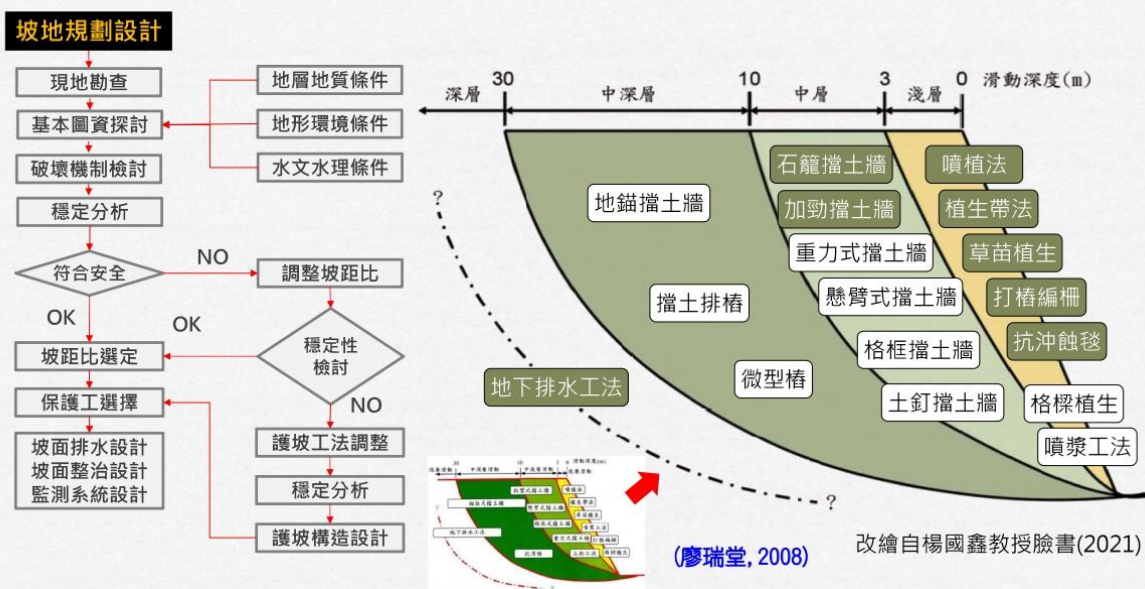 坡地規劃設計
現地勘查
基本圖資探討
破壞機制檢討
穩定分析
符合安全
NO
OK
OK
坡距比選定
保護工選擇
坡面排水設計
坡面整治設計
監測系統設計
地層地質條件
地形環境條件
水文水理條件
調整坡距比
穩定性
檢討
NO
護坡工法調整
穩定分析
護坡構造設計
30
10
3
0
滑動深度(m)
深層
中深層
中層
淺層
?
地錨擋土牆
擋土排樁
微型樁
地下排水工法
石籠擋土牆
加勁擋土牆
重力式擋土牆
懸臂式擋土牆
格框擋土牆
土釘擋土牆
噴植法
植生帶法
草苗植生
打樁編柵
抗沖蝕毯
格樑植生
噴漿工法
?
地下排水工法
(廖瑞堂, 2008)
改繪自楊國鑫教授臉書(2021)